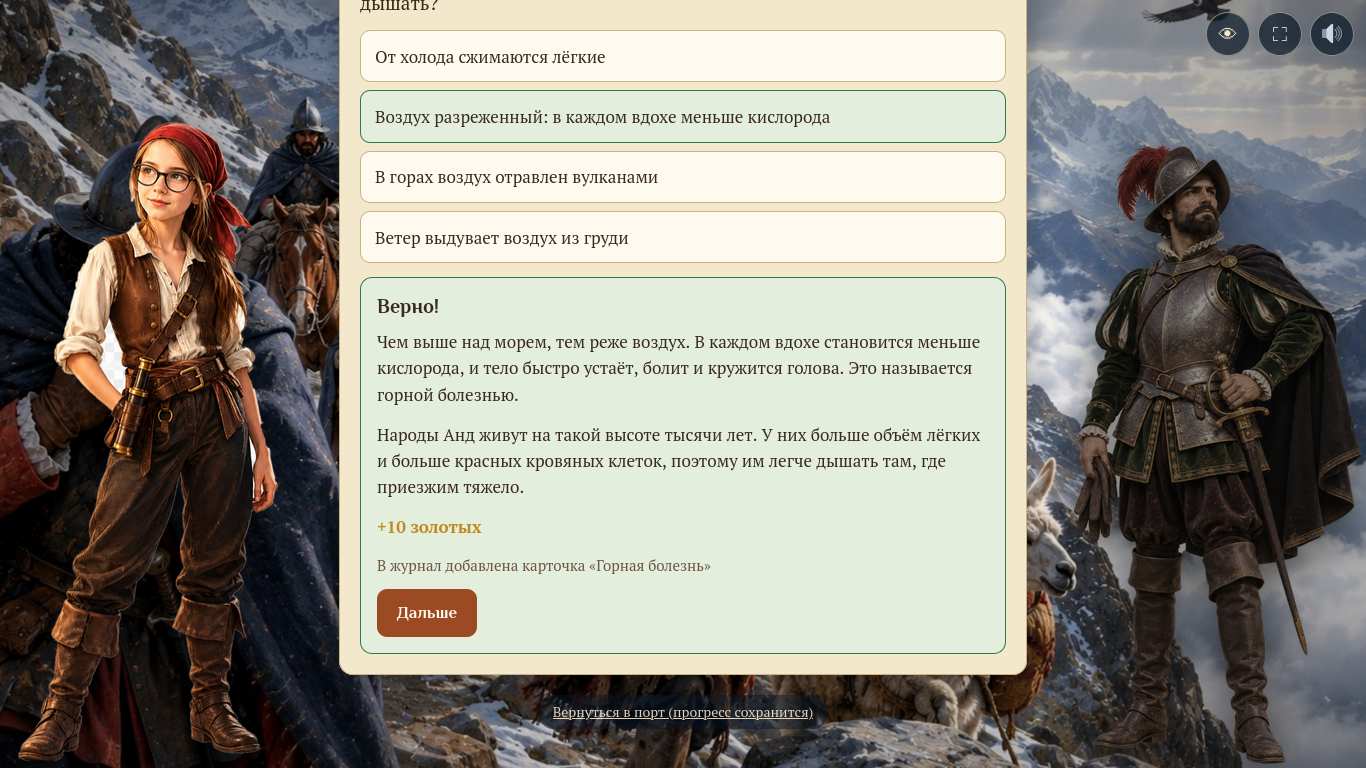 дышать?
От холода сжимаются лёгкие
Воздух разреженный: в каждом вдохе меньше кислорода
В горах воздух отравлен вулканами
Ветер выдувает воздух из груди
Верно!
Чем выше над морем, тем реже воздух. В каждом вдохе становится меньше
кислорода, и тело быстро устаёт, болит и кружится голова. Это называется
горной болезнью.
Народы Анд живут на такой высоте тысячи лет. У них больше объём лёгких
и больше красных кровяных клеток, поэтому им легче дышать там, где
приезжим тяжело.
+10 золотых
В журнал добавлена карточка «Горная болезнь»
Дальше
Вернуться в порт (прогресс сохранится)